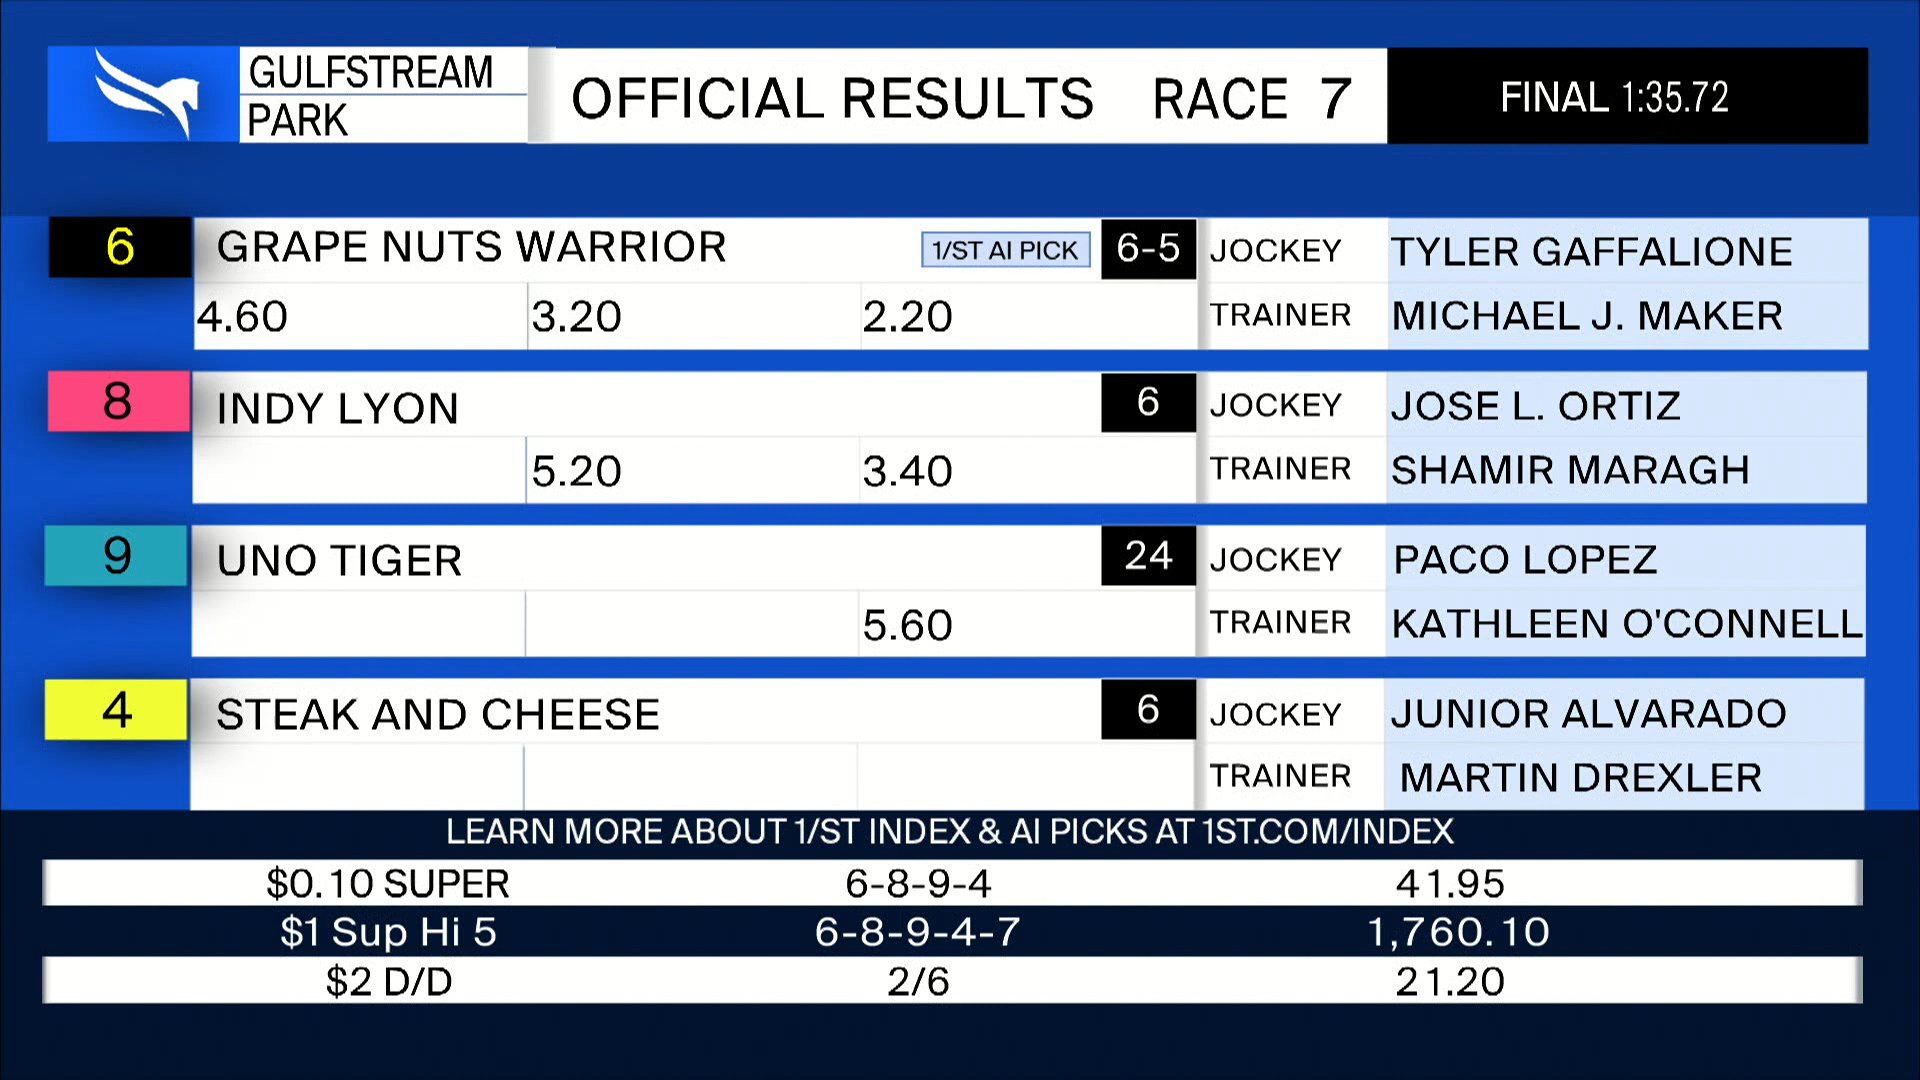 GULFSTREAM
PARK
OFFICIAL RESULTS RACE 7
FINAL 1:35.72
6 GRAPE NUTS WARRIOR 1/ST AI PICK 6-5 JOCKEY TYLER GAFFALIONE
4.60 3.20 2.20 TRAINER MICHAEL J. MAKER
8 INDY LYON 6 JOCKEY JOSE L. ORTIZ
5.20 3.40 TRAINER SHAMIR MARAGH
9 UNO TIGER 24 JOCKEY PACO LOPEZ
5.60 TRAINER KATHLEEN O'CONNELL
4 STEAK AND CHEESE 6 JOCKEY JUNIOR ALVARADO
TRAINER MARTIN DREXLER
LEARN MORE ABOUT 1/ST INDEX & AI PICKS AT 1ST.COM/INDEX
$0.10 SUPER 6-8-9-4 41.95
$1 Sup Hi 5 6-8-9-4-7 1,760.10
$2 D/D 2/6 21.20